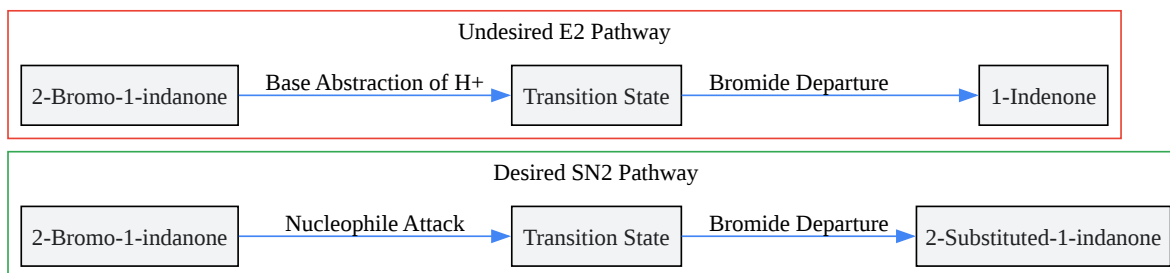 Undesired E2 Pathway
2-Bromo-1-indanone
Base Abstraction of H+
Transition State
Bromide Departure
1-Indenone
Desired SN2 Pathway
2-Bromo-1-indanone
Nucleophile Attack
Transition State
Bromide Departure
2-Substituted-1-indanone